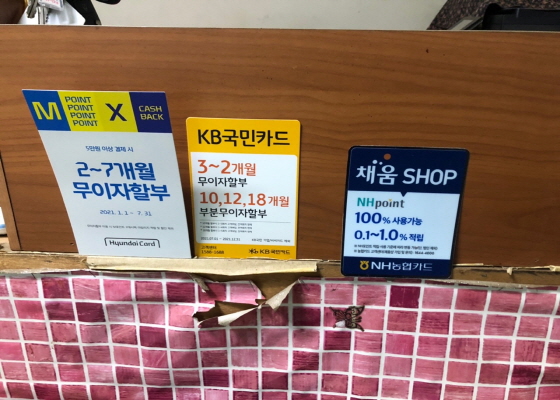 M
POINT
POINT
POINT
POINT
X
CASH
BACK
5만원 이상 결제 시
2~7개월
무이자할부
2021. 1. 1 ~ 7. 31
Hyundai Card
KB국민카드
3~2개월
무이자할부
10,12,18개월
부분무이자할부
KB국민카드
채움 SHOP
NHpoint
100% 사용가능
0.1~1.0% 적립
NH농협카드